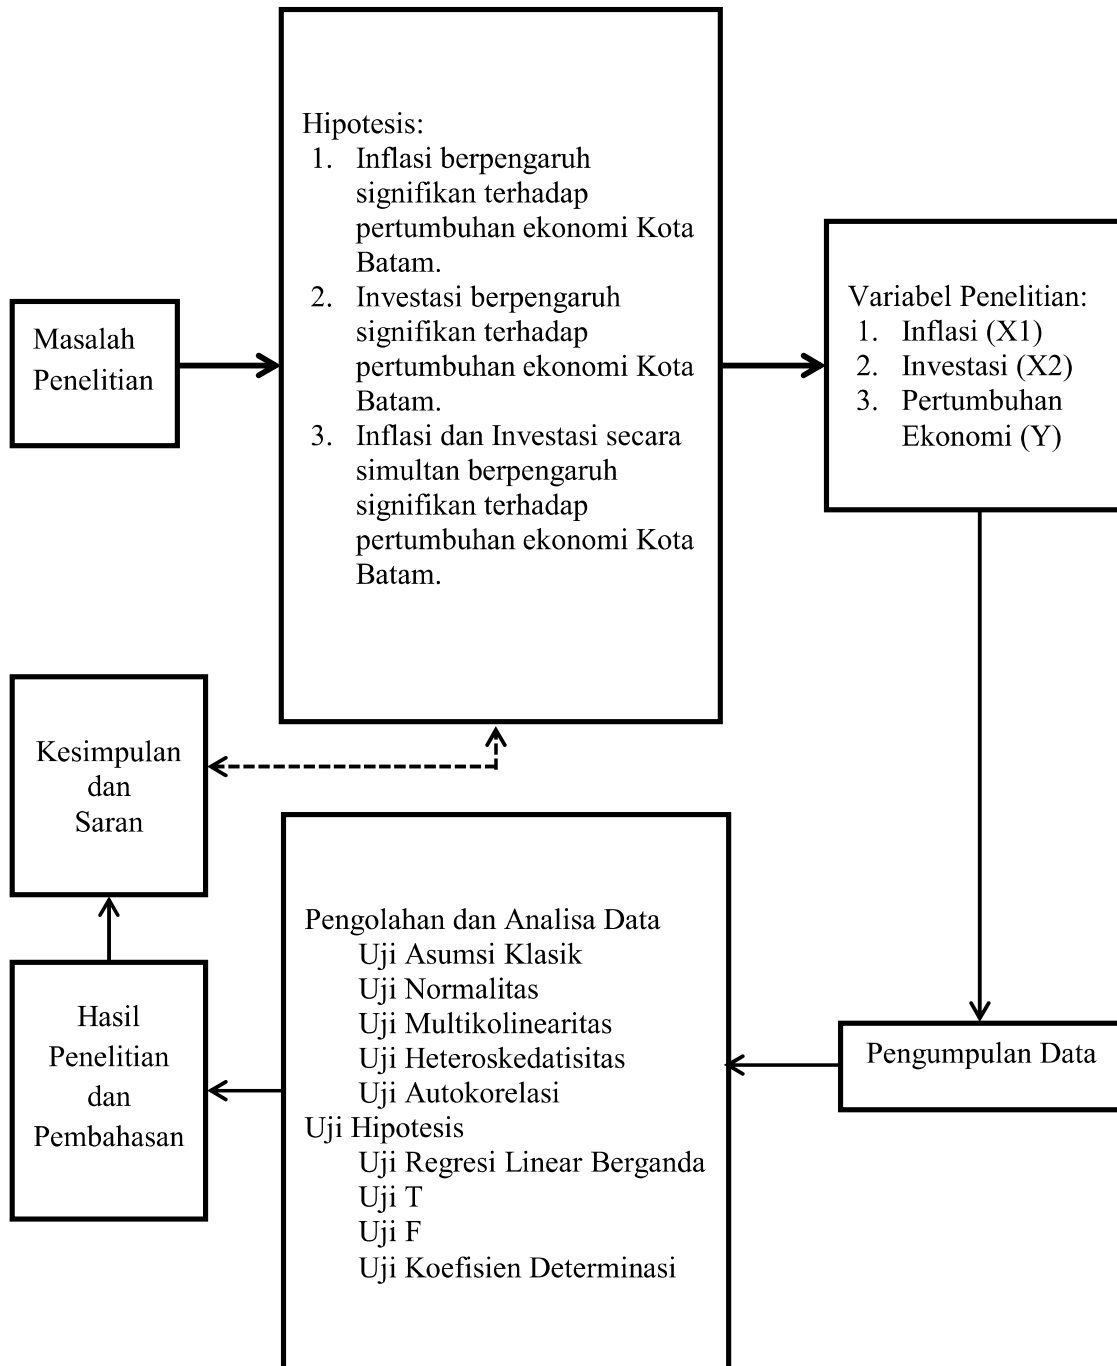 Masalah
Penelitian
Hipotesis:
1. Inflasi berpengaruh
signifikan terhadap
pertumbuhan ekonomi Kota
Batam.
2. Investasi berpengaruh
signifikan terhadap
pertumbuhan ekonomi Kota
Batam.
3. Inflasi dan Investasi secara
simultan berpengaruh
signifikan terhadap
pertumbuhan ekonomi Kota
Batam.
Variabel Penelitian:
1. Inflasi (X1)
2. Investasi (X2)
3. Pertumbuhan
Ekonomi (Y)
Pengumpulan Data
Pengolahan dan Analisa Data
Uji Asumsi Klasik
Uji Normalitas
Uji Multikolinearitas
Uji Heteroskedatisitas
Uji Autokorelasi
Uji Hipotesis
Uji Regresi Linear Berganda
Uji T
Uji F
Uji Koefisien Determinasi
Hasil
Penelitian
dan
Pembahasan
Kesimpulan
dan
Saran